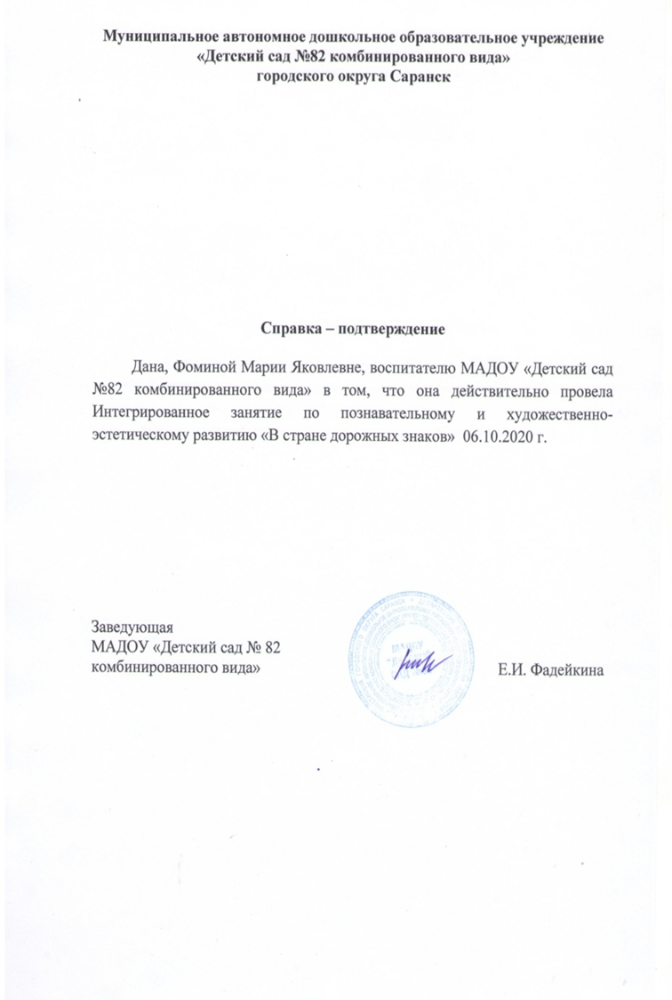 Муниципальное автономное дошкольное образовательное учреждение
«Детский сад №82 комбинированного вида»
городского округа Саранск
Справка – подтверждение
Дана, Фоминой Марии Яковлевне, воспитателю МАДОУ «Детский сад
№82 комбинированного вида» в том, что она действительно провела
Интегрированное занятие по познавательному и художественно-
эстетическому развитию «В стране дорожных знаков» 06.10.2020 г.
Заведующая
МАДОУ «Детский сад № 82
комбинированного вида»
Е.И. Фадейкина